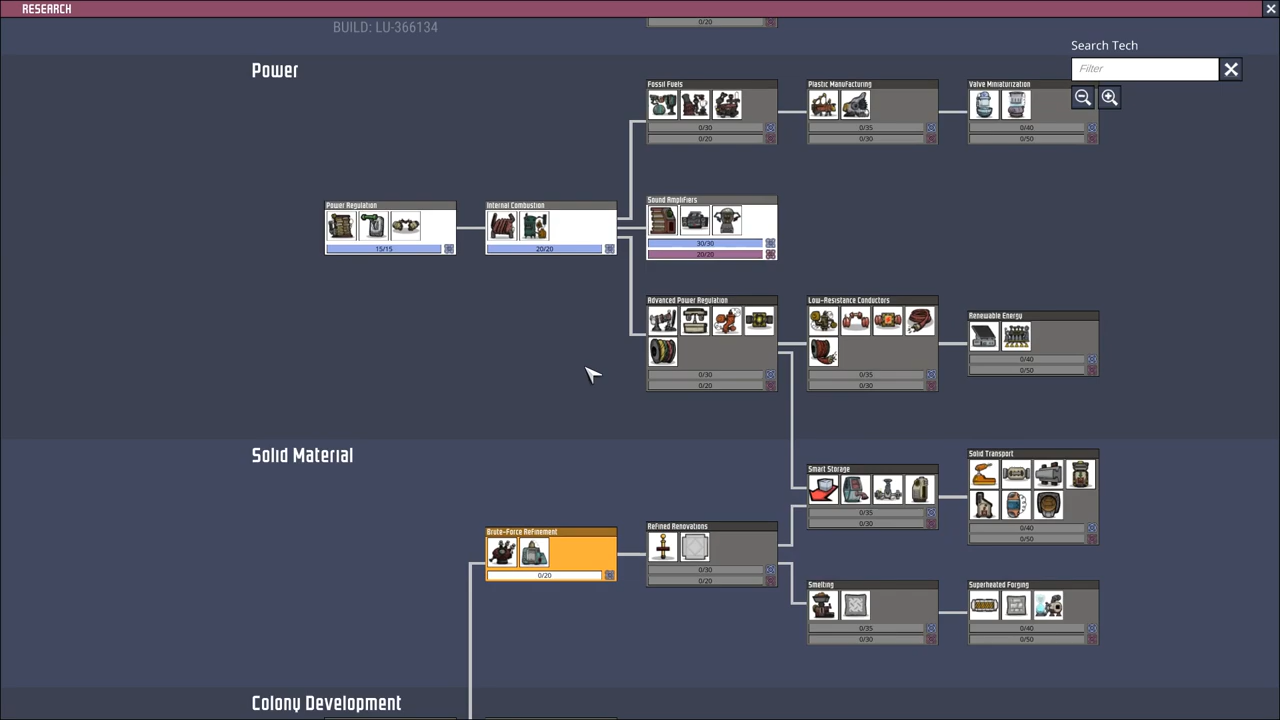 RESEARCH
BUILD: LU-366134
0/20
Search Tech
Filter
Power
Fossil Fuels
0/30
0/20
Plastic Manufacturing
0/35
0/30
Valve Miniaturization
0/40
0/50
Power Regulation
15/15
Internal Combustion
20/20
Sound Amplifiers
30/30
20/20
Advanced Power Regulation
0/30
0/20
Low-Resistance Conductors
0/35
0/30
Renewable Energy
0/40
0/50
Solid Material
Smart Storage
0/35
0/30
Solid Transport
0/40
0/50
Brute-Force Refinement
0/20
Refined Renovations
0/30
0/20
Smelting
0/35
0/30
Superheated Forging
0/40
0/50
Colony Development